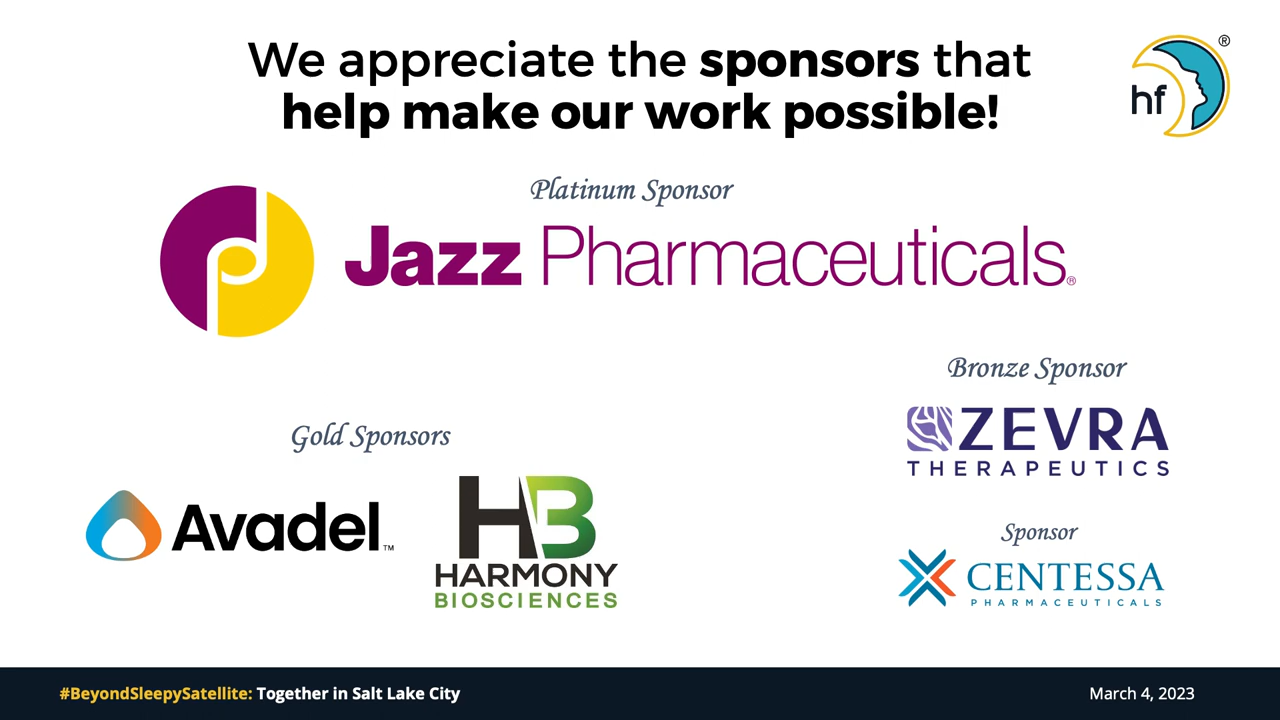 We appreciate the sponsors that
help make our work possible!
hf
®
Platinum Sponsor
Jazz Pharmaceuticals®
Bronze Sponsor
ZEVRA
THERAPEUTICS
Gold Sponsors
Avadel™
HB
HARMONY
BIOSCIENCES
Sponsor
CENTESSA
PHARMACEUTICALS
#BeyondSleepySatellite: Together in Salt Lake City
March 4, 2023